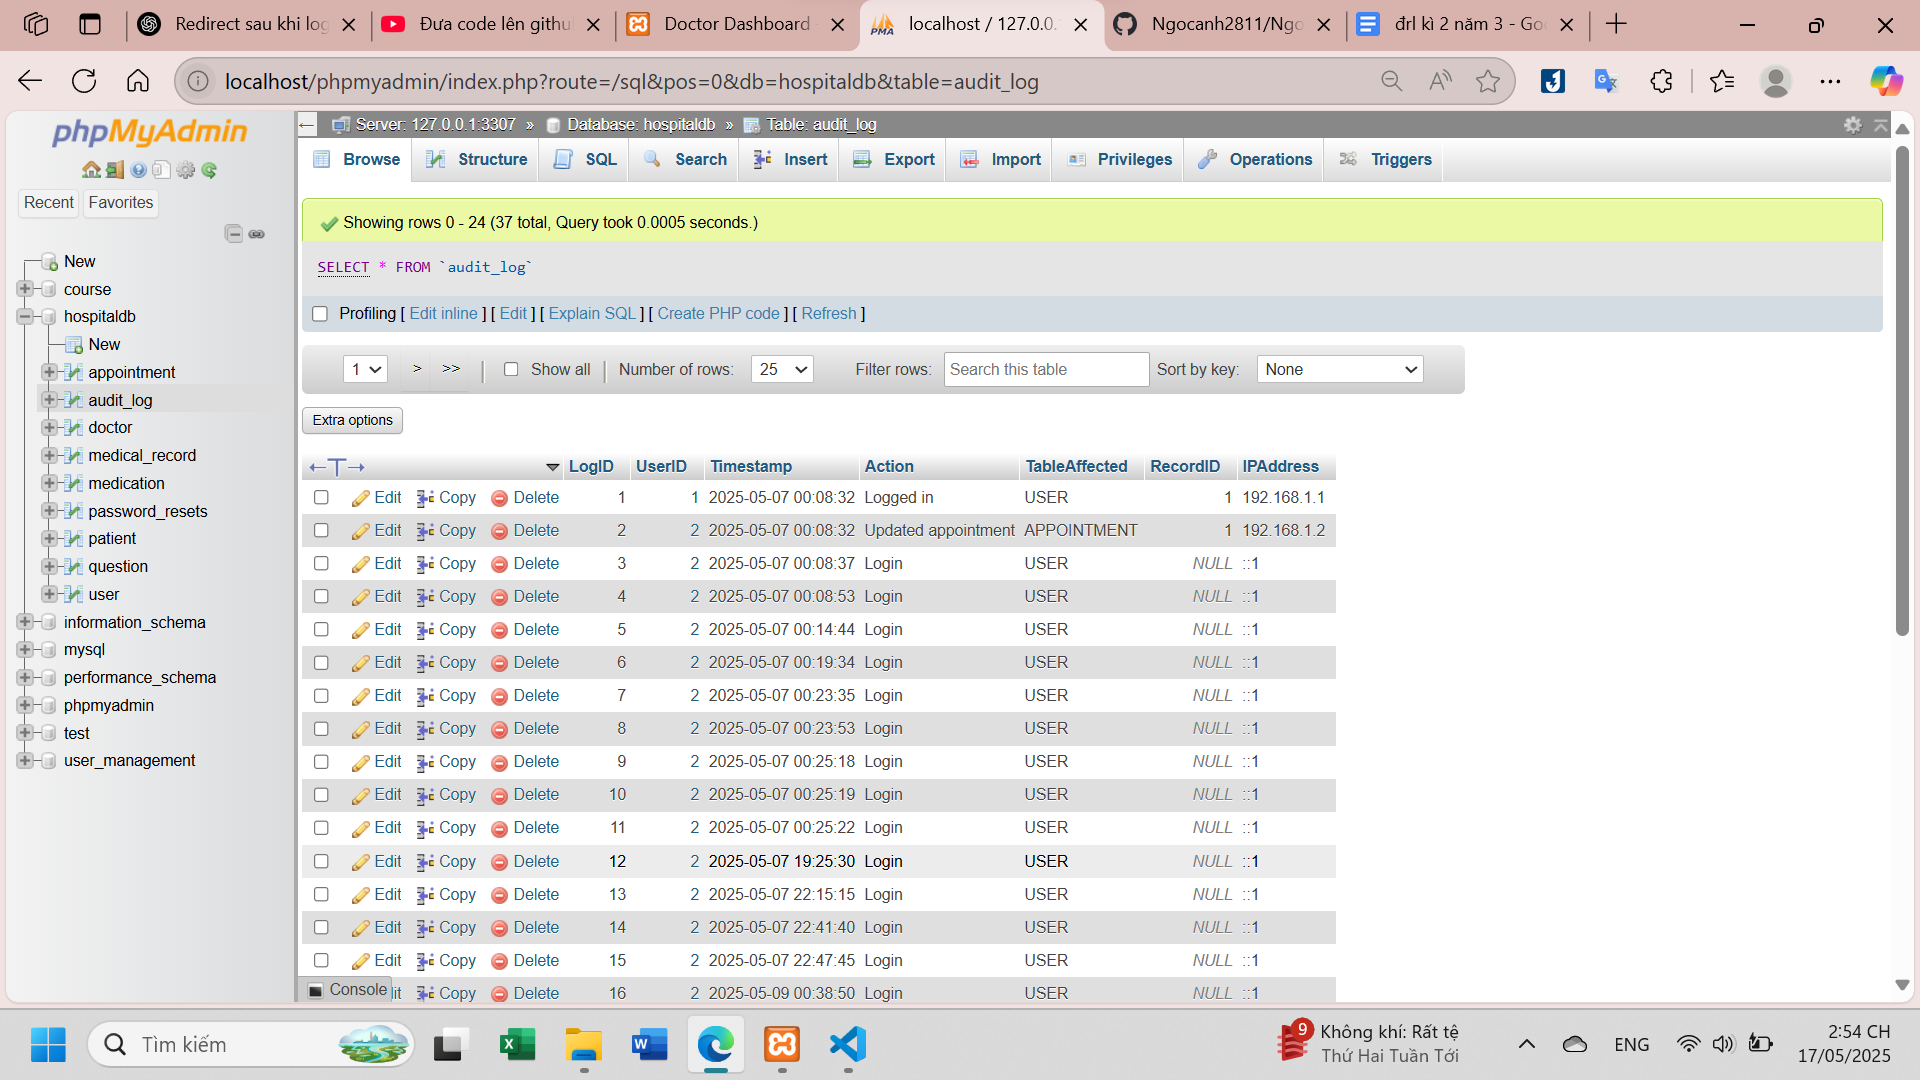 Redirect sau khi log
Đưa code lên githu
Doctor Dashboard
localhost / 127.0.0.
Ngocanh2811/Ngo
đrl kì 2 năm 3 - Goo
localhost/phpmyadmin/index.php?route=/sql&pos=0&db=hospitaldb&table=audit_log
phpMyAdmin
Recent
Favorites
New
course
hospitaldb
New
appointment
audit_log
doctor
medical_record
medication
password_resets
patient
question
user
information_schema
mysql
performance_schema
phpmyadmin
test
user_management
Server: 127.0.0.1:3307 » Database: hospitaldb » Table: audit_log
Browse Structure SQL Search Insert Export Import Privileges Operations Triggers
Showing rows 0 - 24 (37 total, Query took 0.0005 seconds.)
SELECT * FROM `audit_log`
Profiling [ Edit inline ] [ Edit ] [ Explain SQL ] [ Create PHP code ] [ Refresh ]
1 > >> | Show all | Number of rows: 25 Filter rows: Search this table Sort by key: None
Extra options
←T→ LogID UserID Timestamp Action TableAffected RecordID IPAddress
Edit Copy Delete 1 1 2025-05-07 00:08:32 Logged in USER 1 192.168.1.1
Edit Copy Delete 2 2 2025-05-07 00:08:32 Updated appointment APPOINTMENT 1 192.168.1.2
Edit Copy Delete 3 2 2025-05-07 00:08:37 Login USER NULL ::1
Edit Copy Delete 4 2 2025-05-07 00:08:53 Login USER NULL ::1
Edit Copy Delete 5 2 2025-05-07 00:14:44 Login USER NULL ::1
Edit Copy Delete 6 2 2025-05-07 00:19:34 Login USER NULL ::1
Edit Copy Delete 7 2 2025-05-07 00:23:35 Login USER NULL ::1
Edit Copy Delete 8 2 2025-05-07 00:23:53 Login USER NULL ::1
Edit Copy Delete 9 2 2025-05-07 00:25:18 Login USER NULL ::1
Edit Copy Delete 10 2 2025-05-07 00:25:19 Login USER NULL ::1
Edit Copy Delete 11 2 2025-05-07 00:25:22 Login USER NULL ::1
Edit Copy Delete 12 2 2025-05-07 19:25:30 Login USER NULL ::1
Edit Copy Delete 13 2 2025-05-07 22:15:15 Login USER NULL ::1
Edit Copy Delete 14 2 2025-05-07 22:41:40 Login USER NULL ::1
Edit Copy Delete 15 2 2025-05-07 22:47:45 Login USER NULL ::1
Console
Copy Delete 16 2 2025-05-09 00:38:50 Login USER NULL ::1
Tìm kiếm
9
Không khí: Rất tệ
Thứ Hai Tuần Tới
ENG
2:54 CH
17/05/2025